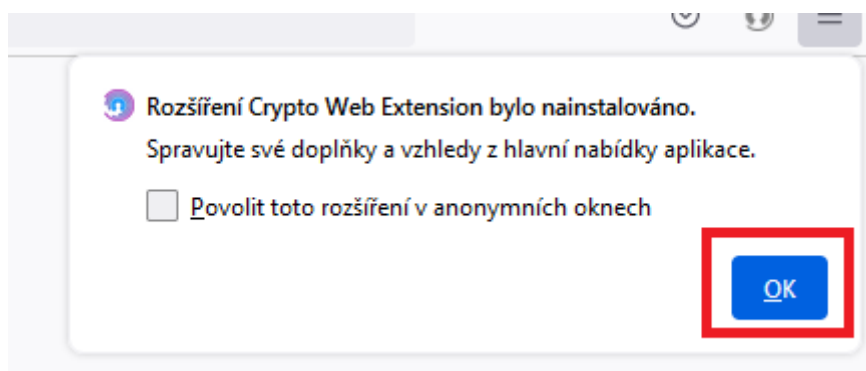 Rozšíření Crypto Web Extension bylo nainstalováno.
Spravujte své doplňky a vzhledy z hlavní nabídky aplikace.
Povolit toto rozšíření v anonymních oknech
OK